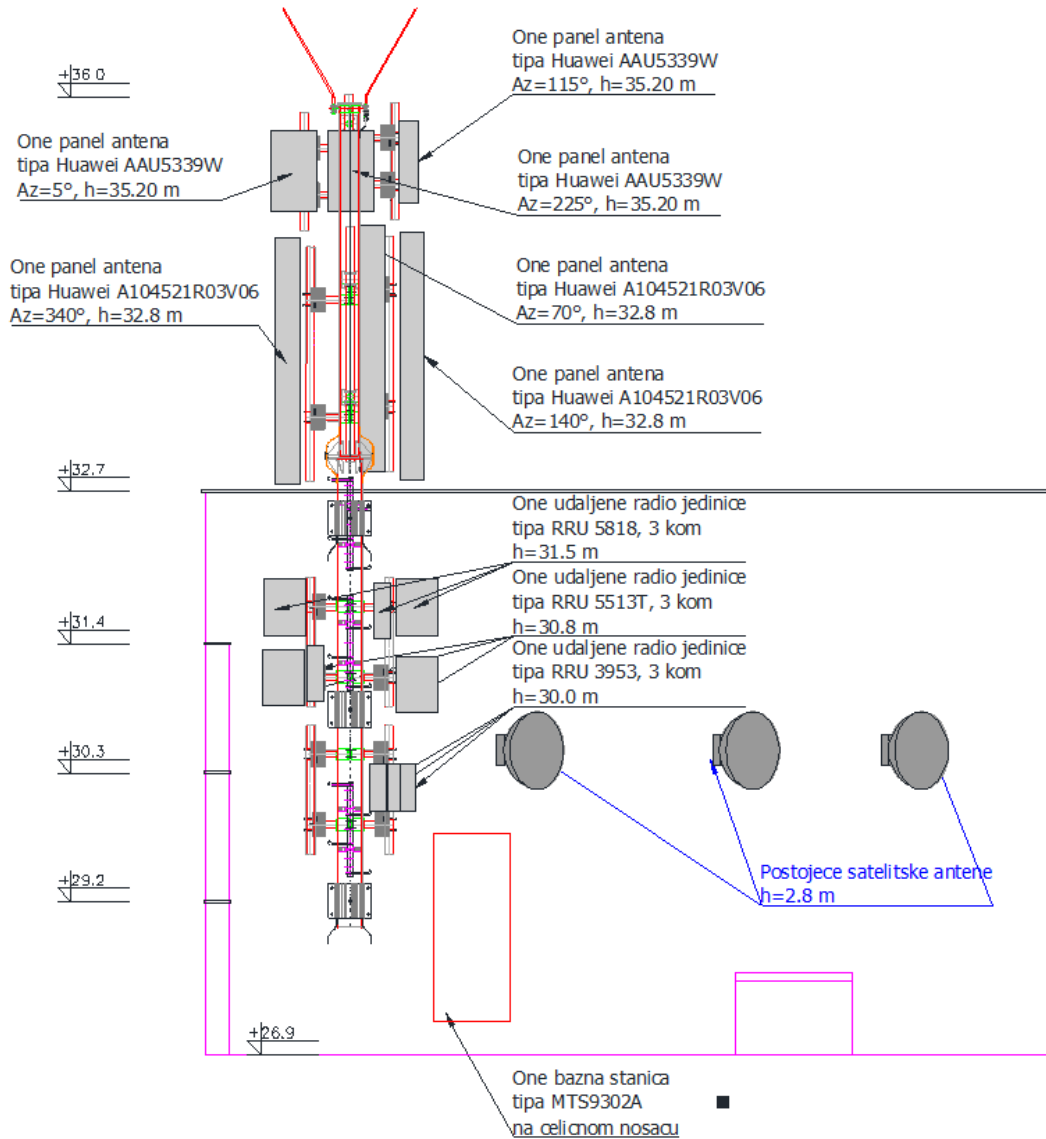 One panel antena
tipa Huawei AAU5339W
Az=115°, h=35.20 m
+36.0
One panel antena
tipa Huawei AAU5339W
Az=5°, h=35.20 m
One panel antena
tipa Huawei AAU5339W
Az=225°, h=35.20 m
One panel antena
tipa Huawei A104521R03V06
Az=340°, h=32.8 m
One panel antena
tipa Huawei A104521R03V06
Az=70°, h=32.8 m
One panel antena
tipa Huawei A104521R03V06
Az=140°, h=32.8 m
+32.7
One udaljene radio jedinice
tipa RRU 5818, 3 kom
h=31.5 m
One udaljene radio jedinice
tipa RRU 5513T, 3 kom
h=30.8 m
+31.4
One udaljene radio jedinice
tipa RRU 3953, 3 kom
h=30.0 m
+30.3
+29.2
Postojece satelitske antene
h=2.8 m
+26.9
One bazna stanica
tipa MTS9302A
na celicnom nosacu